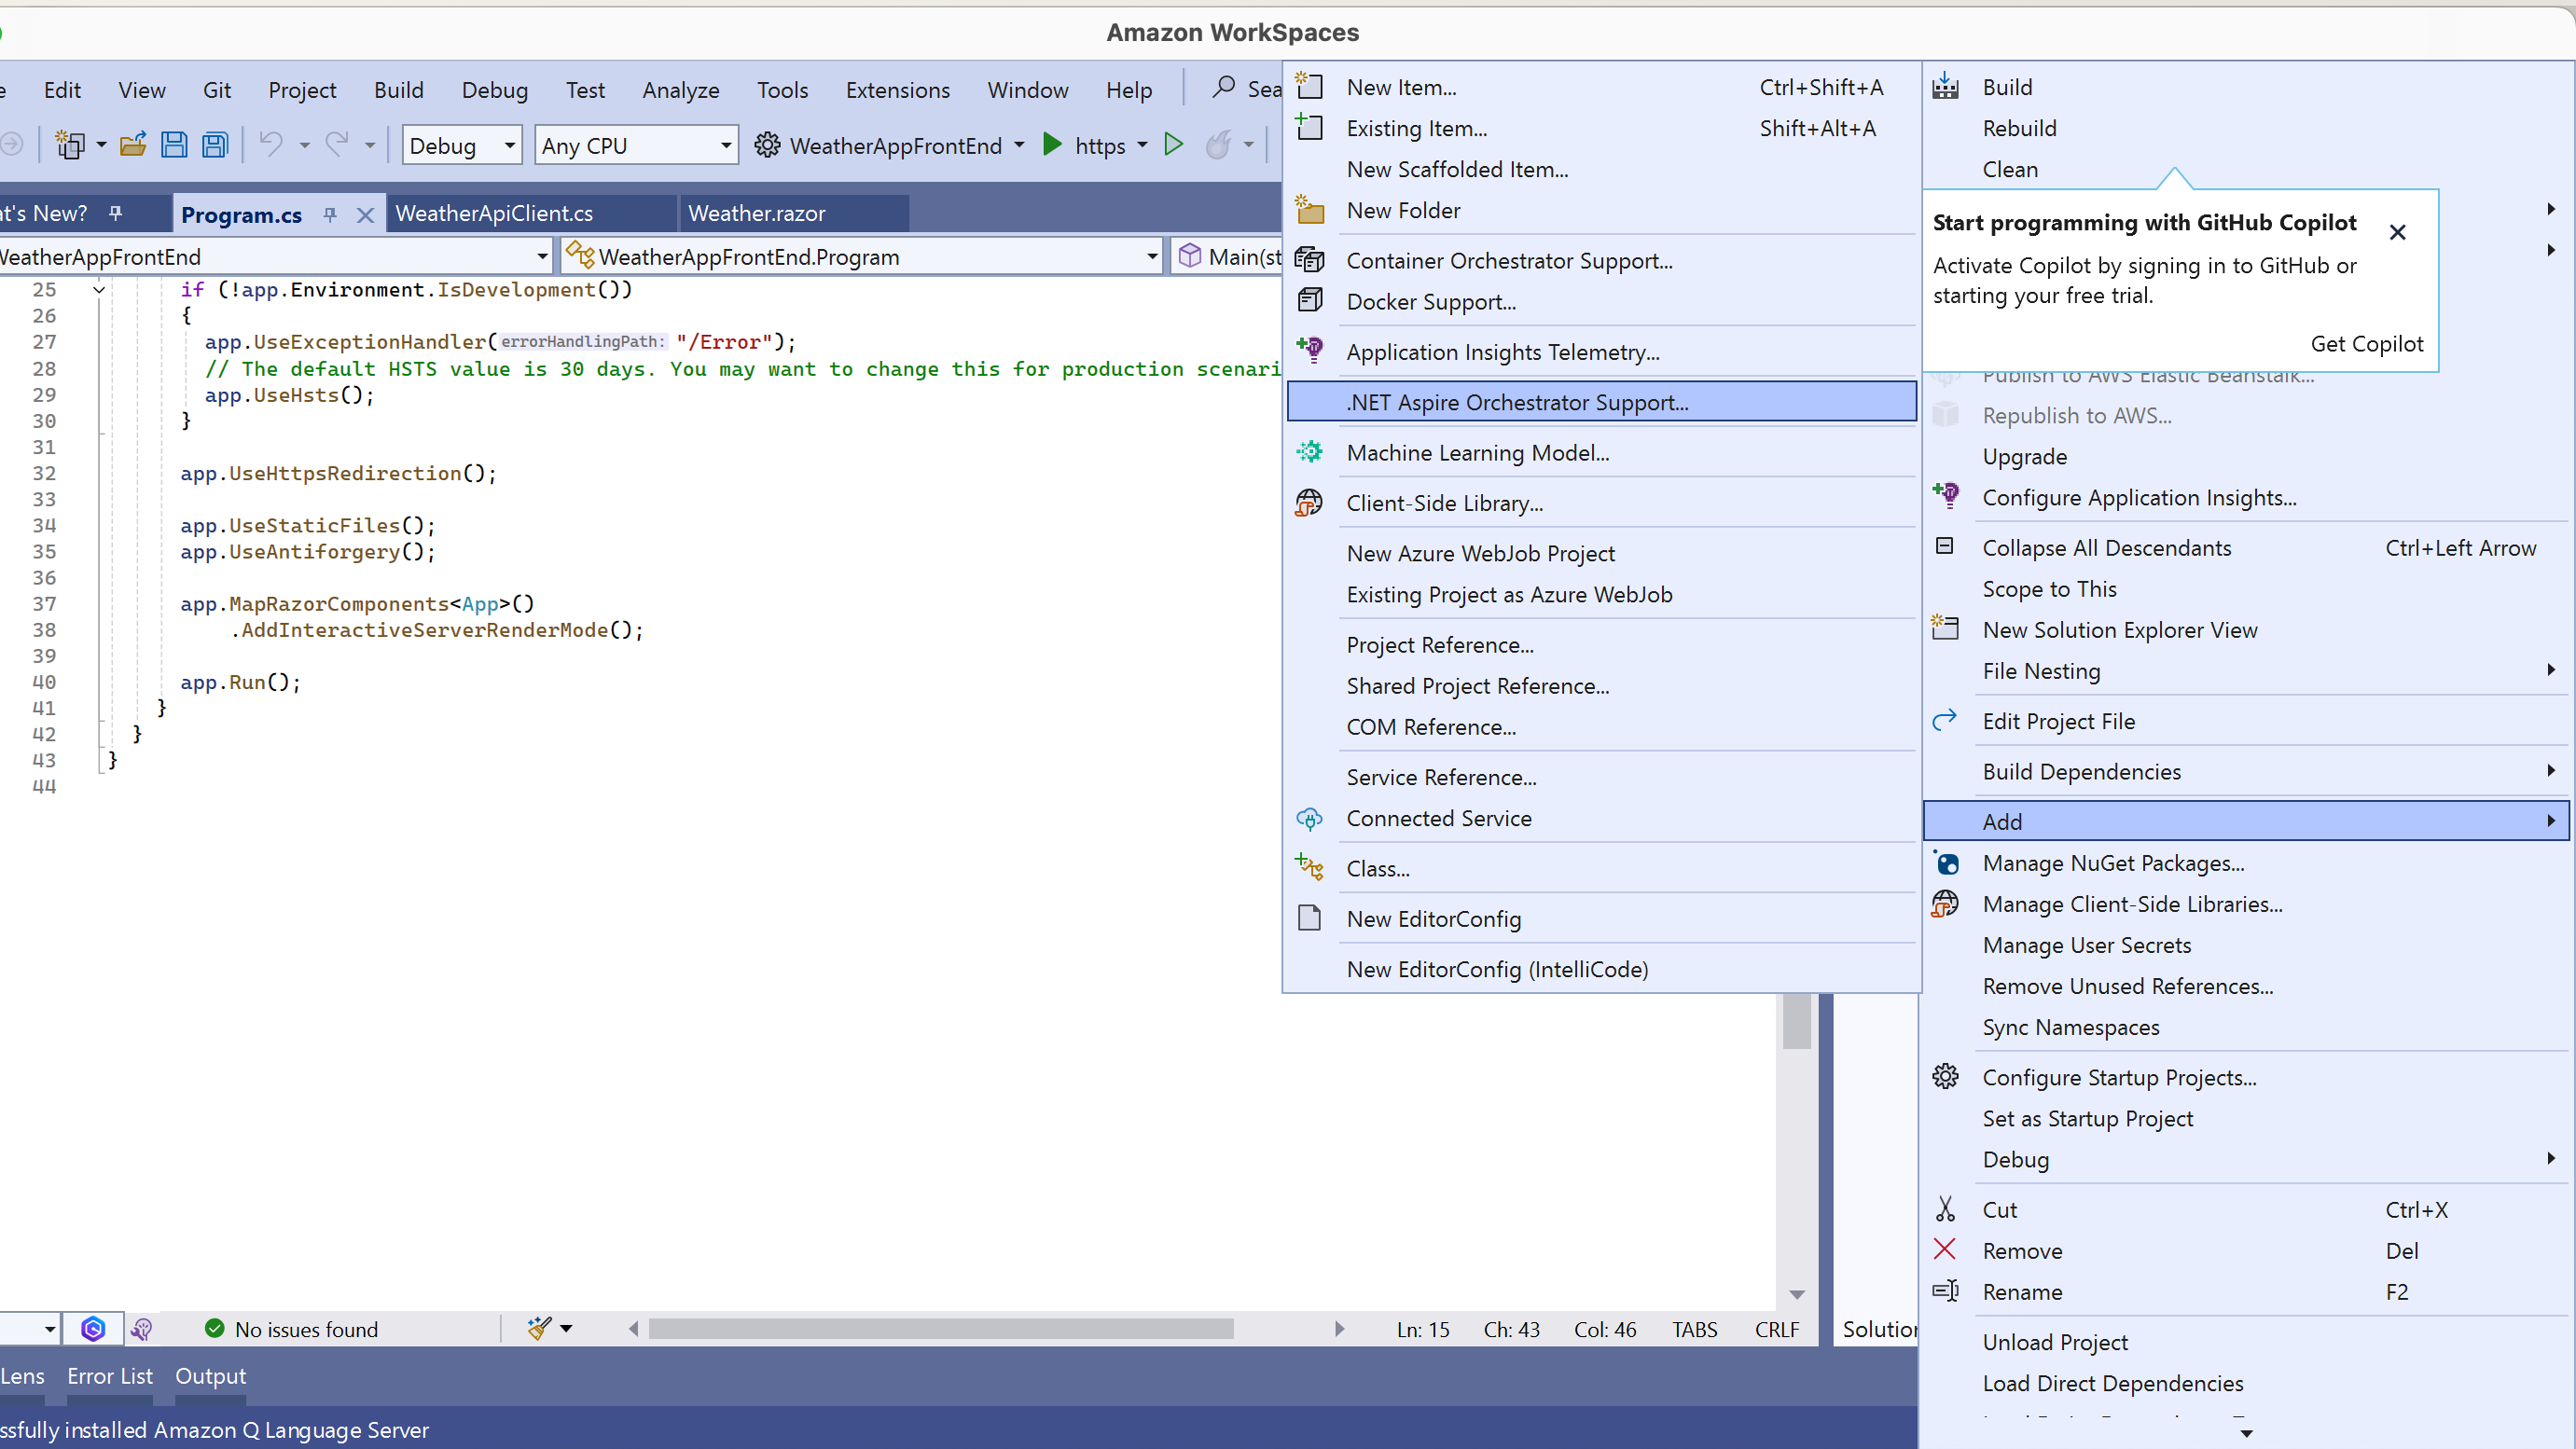 Amazon WorkSpaces
Edit View Git Project Build Debug Test Analyze Tools Extensions Window Help
Debug Any CPU WeatherAppFrontEnd https
at's New? Program.cs WeatherApiClient.cs Weather.razor
WeatherAppFrontEnd WeatherAppFrontEnd.Program Main(st
25 if (!app.Environment.IsDevelopment())
26 {
27 app.UseExceptionHandler(errorHandlingPath: "/Error");
28 // The default HSTS value is 30 days. You may want to change this for production scenari
29 app.UseHsts();
30 }
31
32 app.UseHttpsRedirection();
33
34 app.UseStaticFiles();
35 app.UseAntiforgery();
36
37 app.MapRazorComponents<App>()
38 .AddInteractiveServerRenderMode();
39
40 app.Run();
41 }
42 }
43 }
44
No issues found
Ln: 15 Ch: 43 Col: 46 TABS CRLF
Lens Error List Output
ssfully installed Amazon Q Language Server
New Item... Ctrl+Shift+A
Existing Item... Shift+Alt+A
New Scaffolded Item...
New Folder
Container Orchestrator Support...
Docker Support...
Application Insights Telemetry...
.NET Aspire Orchestrator Support...
Machine Learning Model...
Client-Side Library...
New Azure WebJob Project
Existing Project as Azure WebJob
Project Reference...
Shared Project Reference...
COM Reference...
Service Reference...
Connected Service
Class...
New EditorConfig
New EditorConfig (IntelliCode)
Build
Rebuild
Clean
Start programming with GitHub Copilot
Activate Copilot by signing in to GitHub or
starting your free trial.
Get Copilot
Publish to AWS Elastic Beanstalk...
Republish to AWS...
Upgrade
Configure Application Insights...
Collapse All Descendants Ctrl+Left Arrow
Scope to This
New Solution Explorer View
File Nesting
Edit Project File
Build Dependencies
Add
Manage NuGet Packages...
Manage Client-Side Libraries...
Manage User Secrets
Remove Unused References...
Sync Namespaces
Configure Startup Projects...
Set as Startup Project
Debug
Cut Ctrl+X
Remove Del
Rename F2
Unload Project
Load Direct Dependencies